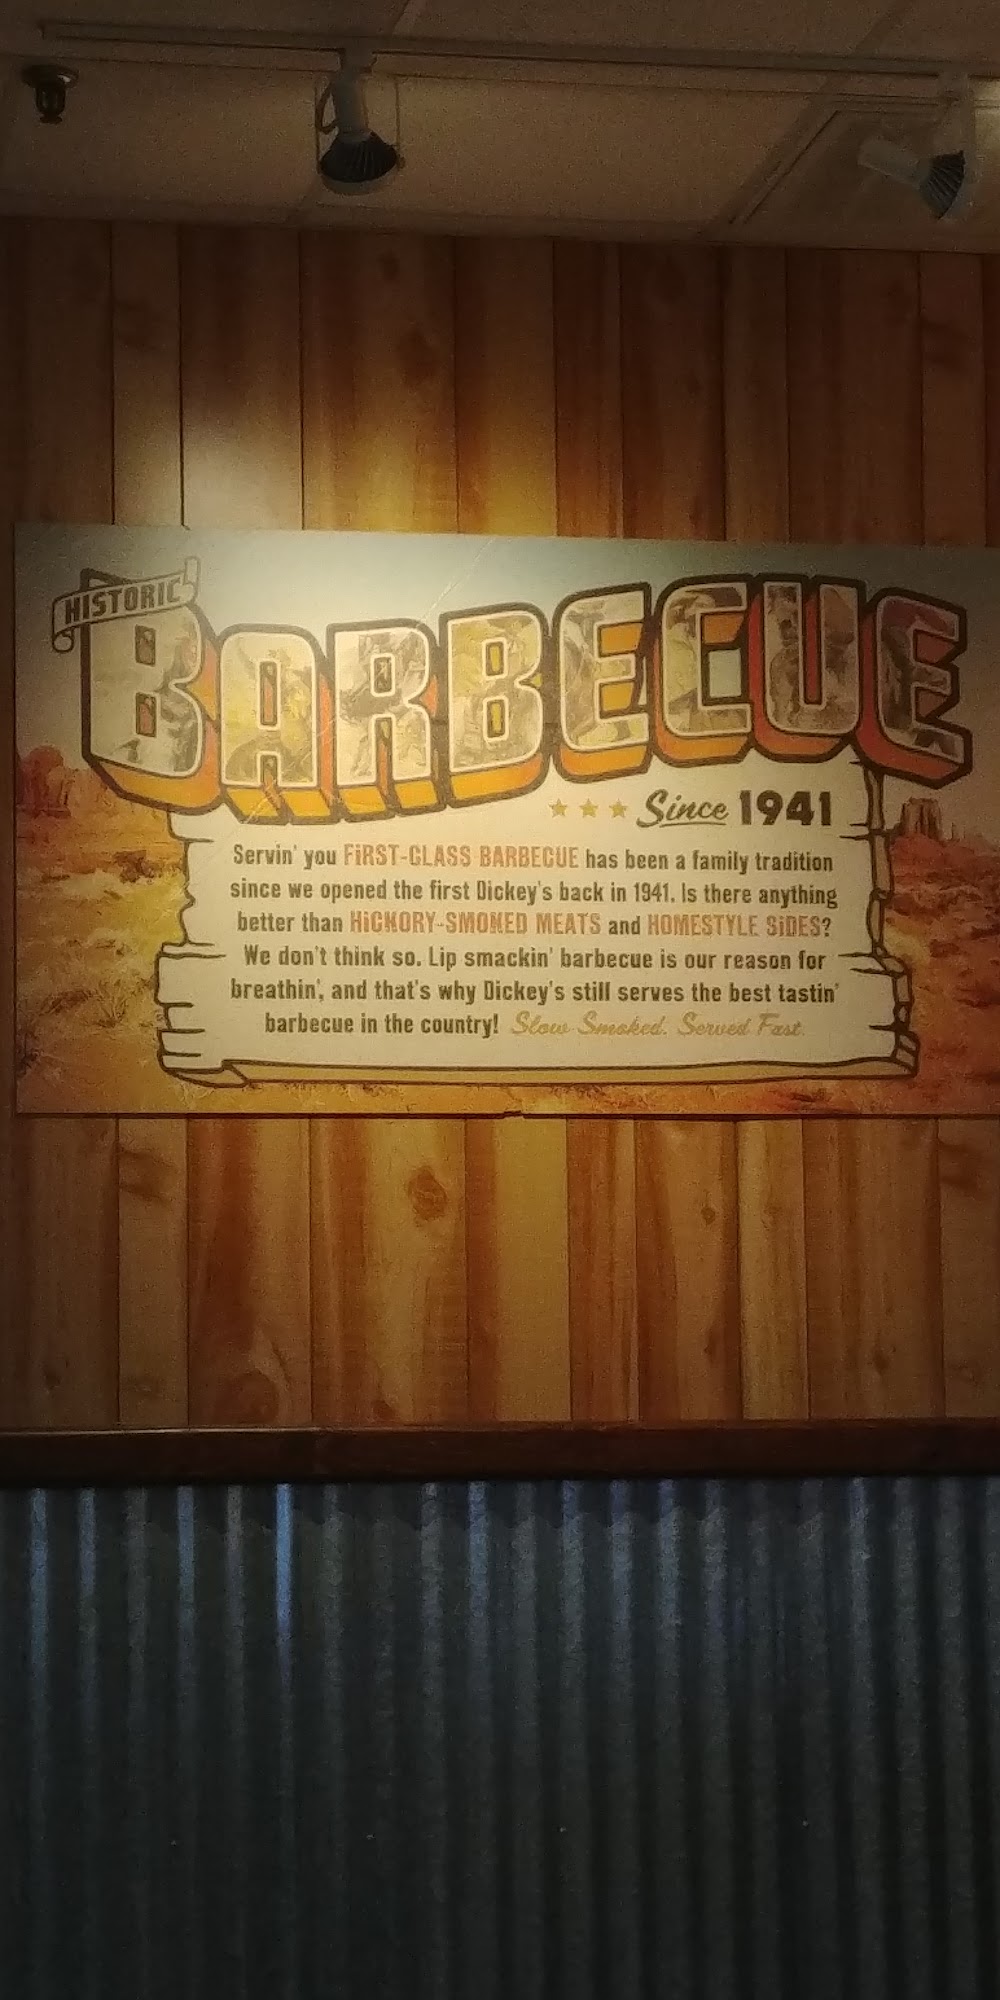 HISTORIC
BARBECUE
Since 1941
Servin' you FiRST-CLASS BARBECUE has been a family tradition
since we opened the first Dickey's back in 1941. Is there anything
better than HiCKORY-SMOKED MEATS and HOMESTYLE SiDES?
We don't think so. Lip smackin' barbecue is our reason for
breathin', and that's why Dickey's still serves the best tastin'
barbecue in the country! Slow Smoked. Served Fast.